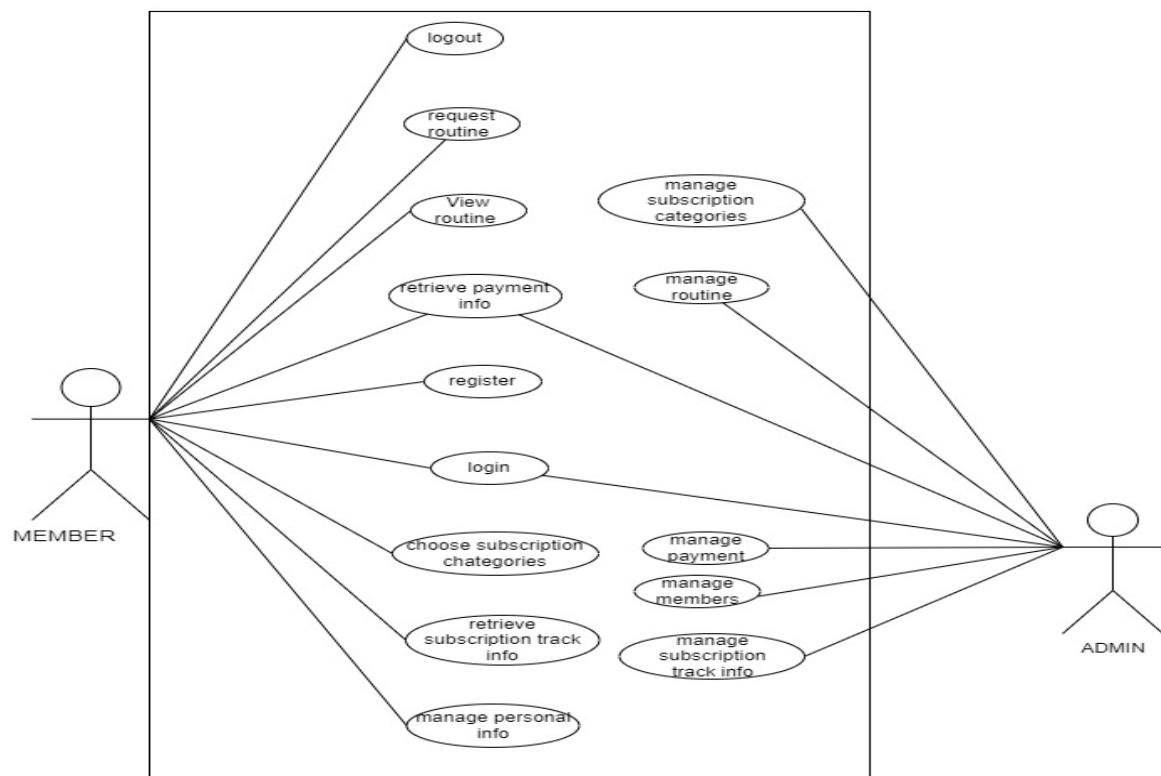 logout
request
routine
View
routine
manage
subscription
categories
retrieve payment
info
manage
routine
register
login
MEMBER
choose subscription
chategories
manage
payment
manage
members
retrieve
subscription track
info
manage
subscription
track info
ADMIN
manage personal
info